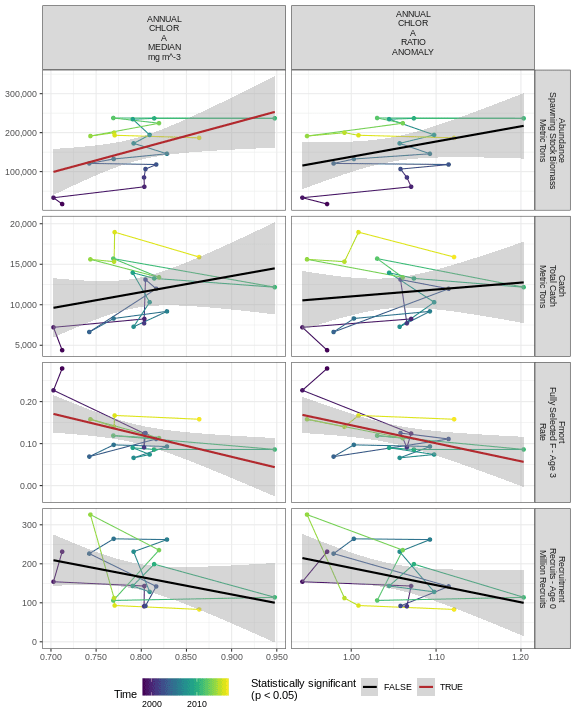 ANNUAL
CHLOR
A
MEDIAN
mg m^-3
ANNUAL
CHLOR
A
RATIO
ANOMALY
300,000
200,000
100,000
Abundance
Spawning Stock Biomass
Metric Tons
20,000
15,000
10,000
5,000
Catch
Total Catch
Metric Tons
0.20
0.10
0.00
Fmort
Fully Selected F - Age 3
Rate
300
200
100
0
Recruitment
Recruits - Age 0
Million Recruits
0.700 0.750 0.800 0.850 0.900 0.950
1.00 1.10 1.20
Time
2000 2010
Statistically significant
(p < 0.05)
FALSE
TRUE